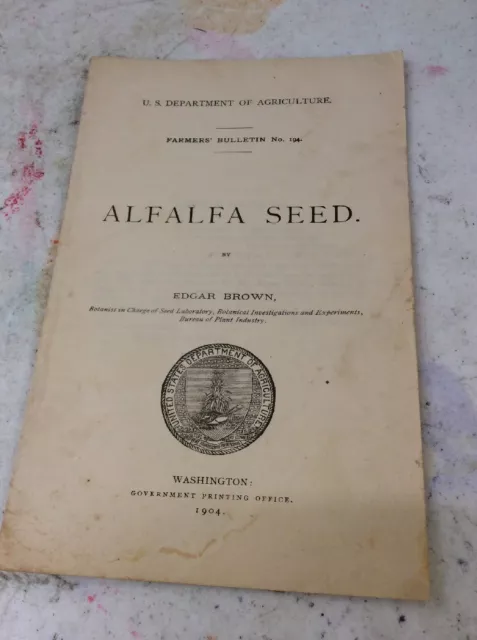 U. S. DEPARTMENT OF AGRICULTURE.
FARMERS' BULLETIN No. 194.
ALFALFA SEED.
BY
EDGAR BROWN,
Botanist in Charge of Seed Laboratory, Botanical Investigations and Experiments,
Bureau of Plant Industry.
UNITED STATES DEPARTMENT OF AGRICULTURE
WASHINGTON:
GOVERNMENT PRINTING OFFICE.
1904.